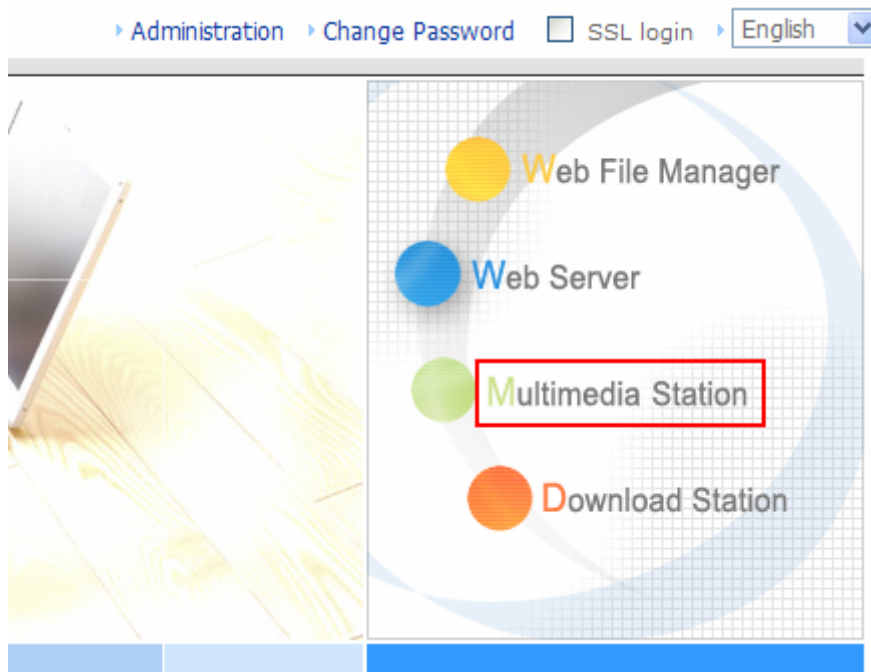 Administration Change Password SSL login English
Web File Manager
Web Server
Multimedia Station
Download Station